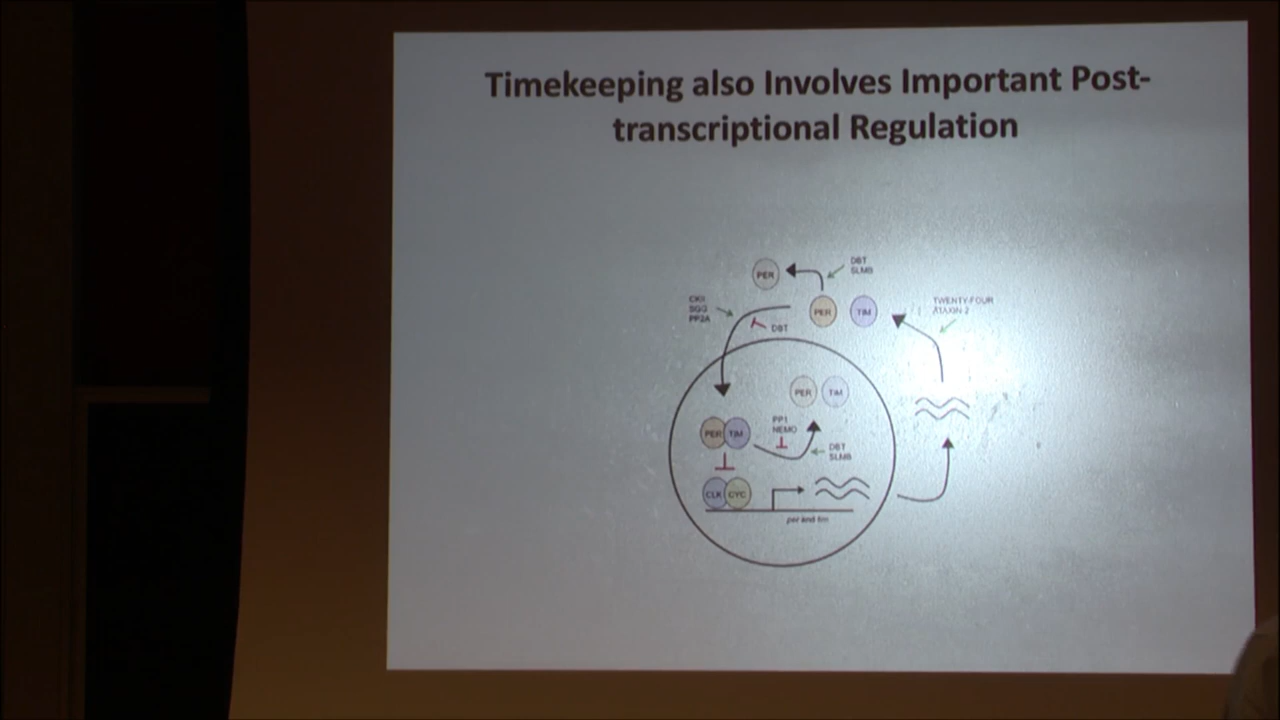 Timekeeping also Involves Important Post-
transcriptional Regulation
DBT
SLMB
PER
CKII
SGG
PP2A
DBT
PER
TIM
TWENTY-FOUR
ATAXIN 2
PER
TIM
PP1
NEMO
PER
TIM
DBT
SLMB
CLK
CYC
per and tim